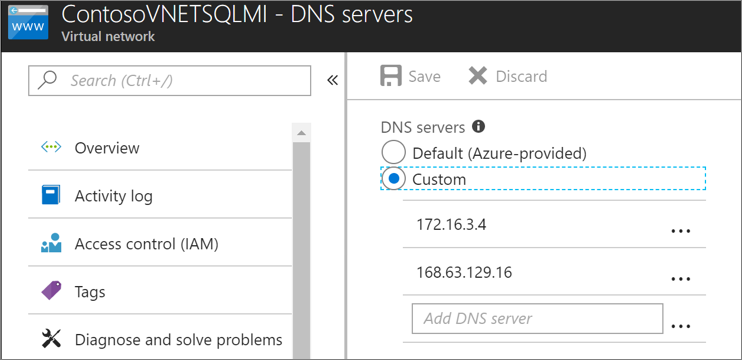 www
ContosoVNETSQLMI - DNS servers
Virtual network
Search (Ctrl+/)
«
Overview
Activity log
Access control (IAM)
Tags
Diagnose and solve problems
Save
Discard
DNS servers
Default (Azure-provided)
Custom
172.16.3.4
...
168.63.129.16
...
Add DNS server
...